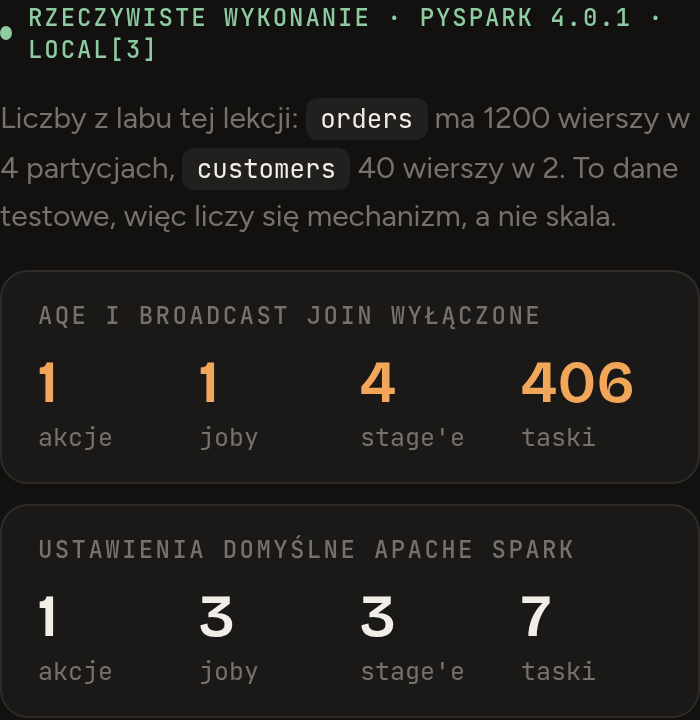 RZECZYWISTE WYKONANIE · PYSPARK 4.0.1 ·
LOCAL[3]
Liczby z labu tej lekcji: orders ma 1200 wierszy w
4 partycjach, customers 40 wierszy w 2. To dane
testowe, więc liczy się mechanizm, a nie skala.
AQE I BROADCAST JOIN WYŁĄCZONE
1 1 4 406
akcje joby stage'e taski
USTAWIENIA DOMYŚLNE APACHE SPARK
1 3 3 7
akcje joby stage'e taski